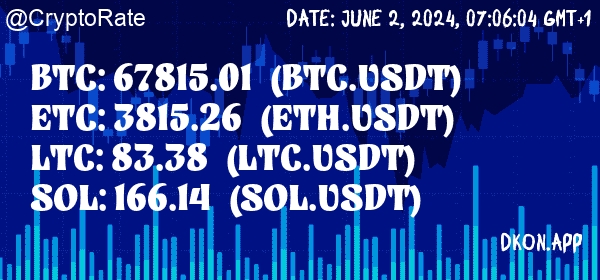 @CryptoRate
DATE: JUNE 2, 2024, 07:06:04 GMT+1
BTC: 67815.01 (BTC.USDT)
ETC: 3815.26 (ETH.USDT)
LTC: 83.38 (LTC.USDT)
SOL: 166.14 (SOL.USDT)
DKON.APP